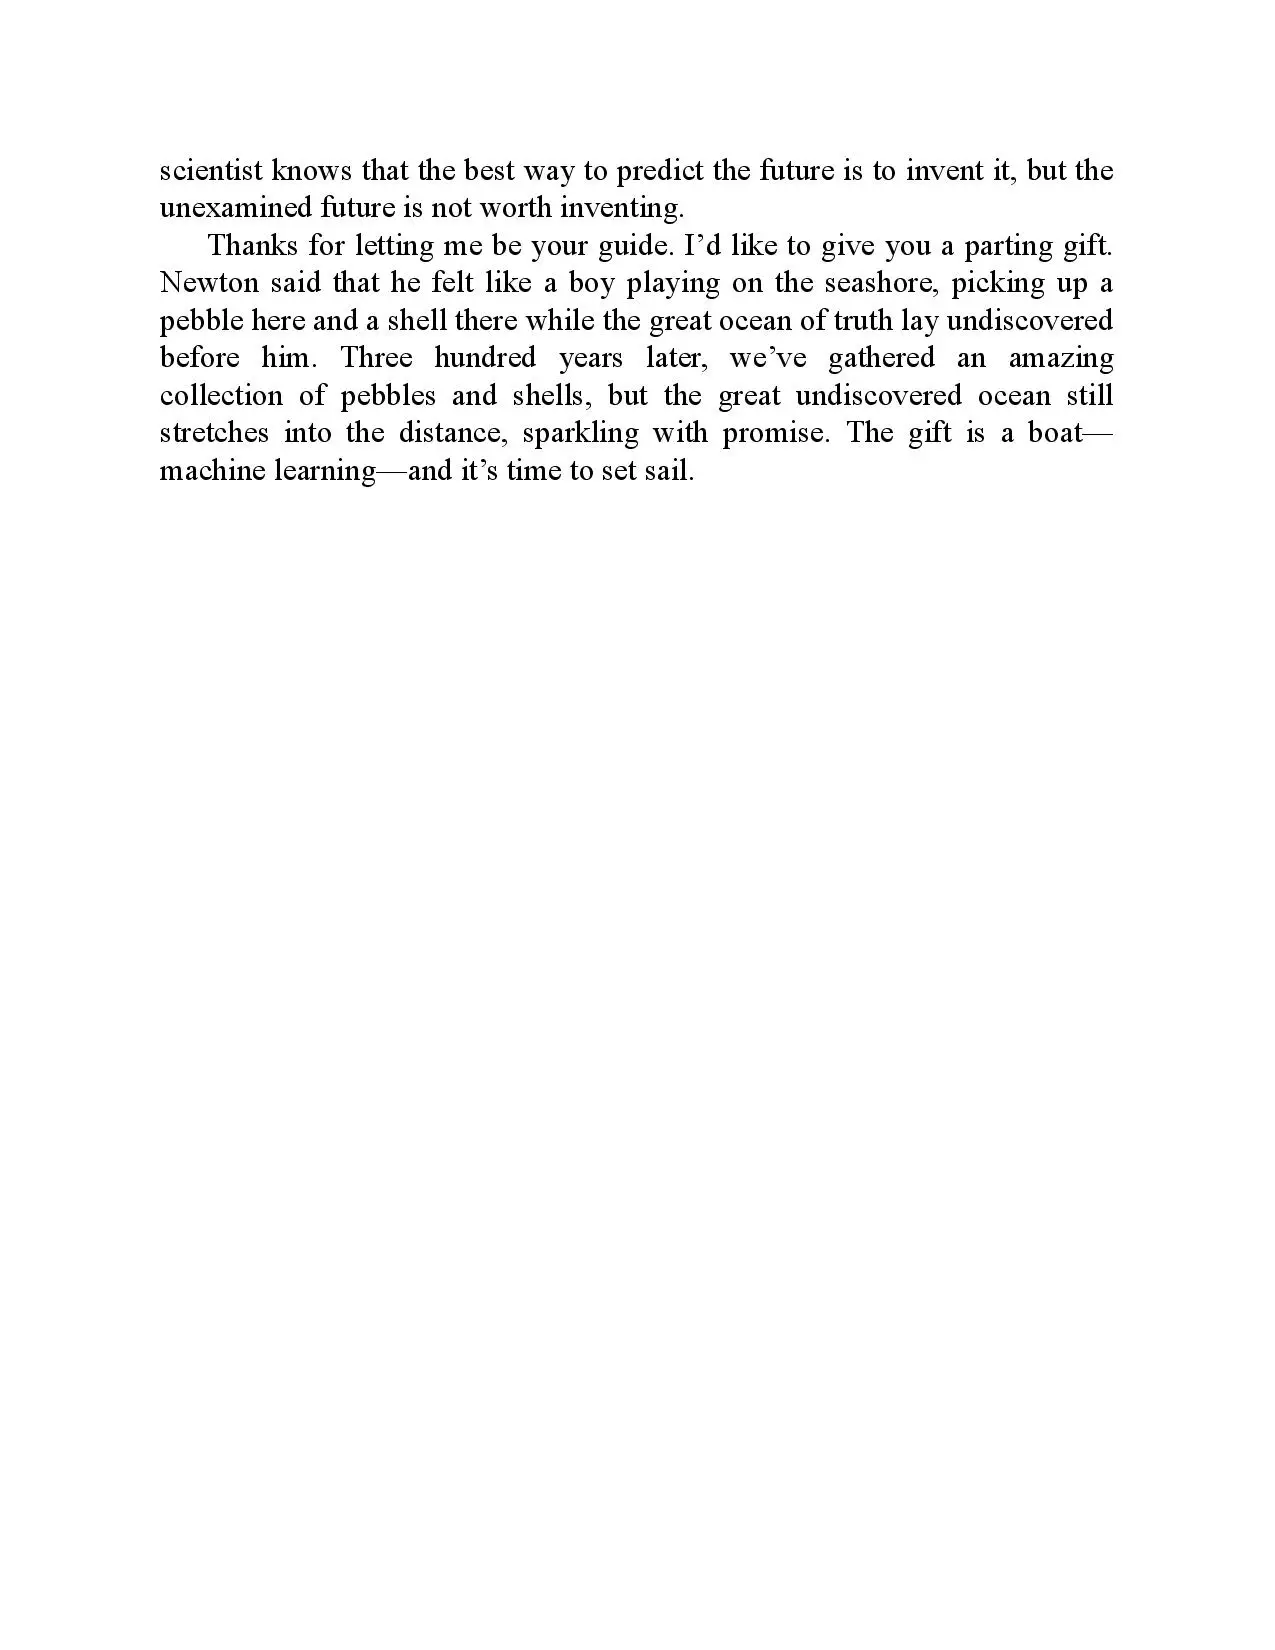 scientist knows that the best way to predict the future is to invent it, but the
unexamined future is not worth inventing.
Thanks for letting me be your guide. I’d like to give you a parting gift.
Newton said that he felt like a boy playing on the seashore, picking up a
pebble here and a shell there while the great ocean of truth lay undiscovered
before him. Three hundred years later, we’ve gathered an amazing
collection of pebbles and shells, but the great undiscovered ocean still
stretches into the distance, sparkling with promise. The gift is a boat—
machine learning—and it’s time to set sail.